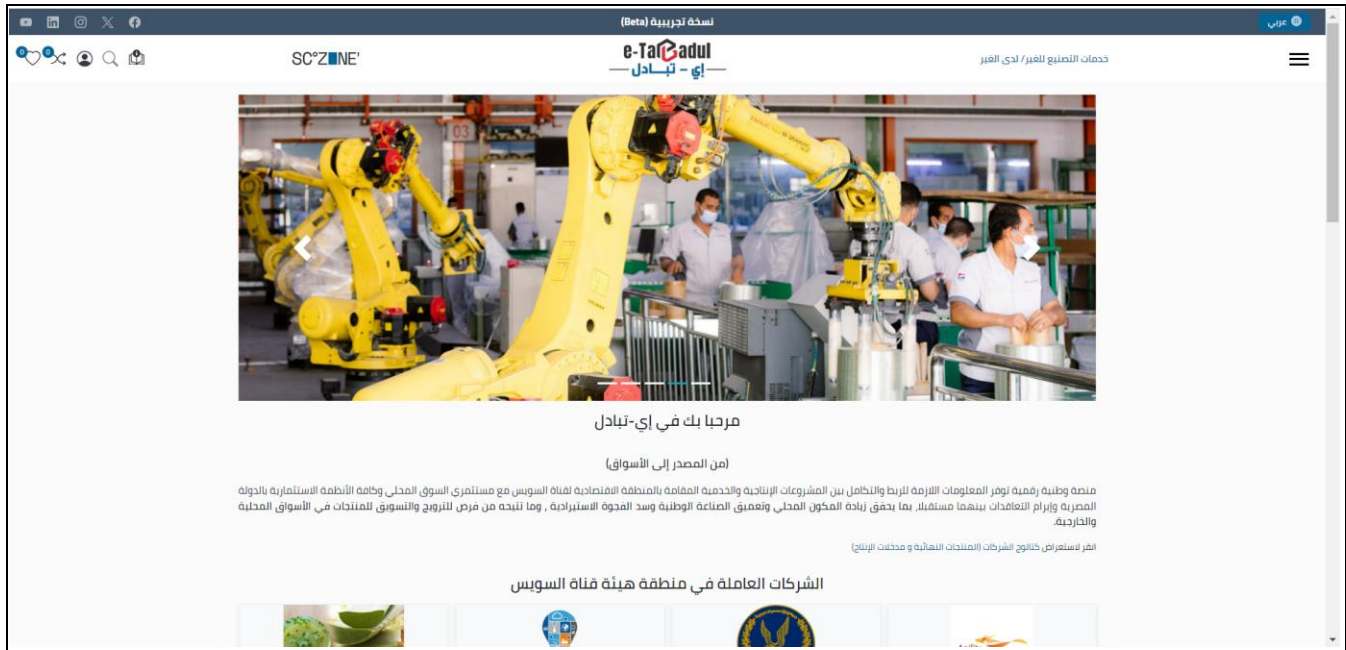 نسخة تجريبية (Beta)
عربي
خدمات التصنيع للغير/ لدى الغير
e-Tabadul
إي - تبادل
SC°ZONE'
0
0
03
مرحبا بك في إي-تبادل
(من المصدر إلى الأسواق)
منصة وطنية رقمية توفر المعلومات اللازمة للربط والتكامل بين المشروعات الإنتاجية والخدمية المقامة بالمنطقة الاقتصادية لقناة السويس مع مستثمري السوق المحلي وكافة الأنظمة الاستثمارية بالدولة
المصرية وإبرام التعاقدات بينهما مستقبلا, بما يحقق زيادة المكون المحلي وتعميق الصناعة الوطنية وسد الفجوة الاستيرادية , وما تتيحه من فرص للترويج والتسويق للمنتجات في الأسواق المحلية
والخارجية.
انقر لاستعراض كتالوج الشركات (المنتجات النهائية و مدخلات الإنتاج)
الشركات العاملة في منطقة هيئة قناة السويس